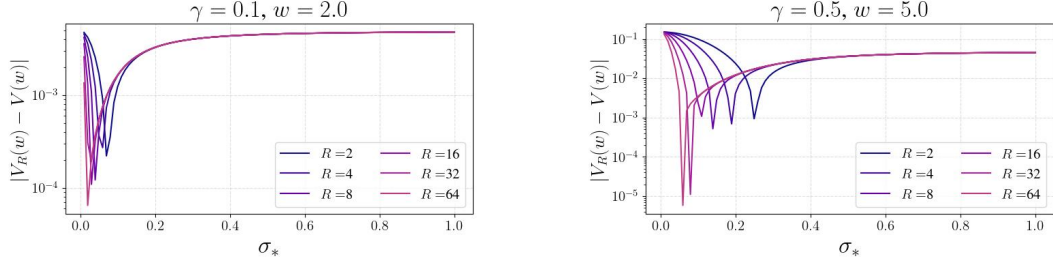 γ = 0.1, w = 2.0
|V_R(w) − V(w)|
10^{-3}
10^{-4}
R =2
R =16
R =4
R =32
R =8
R =64
0.0 0.2 0.4 0.6 0.8 1.0
σ_*
γ = 0.5, w = 5.0
|V_R(w) − V(w)|
10^{-1}
10^{-2}
10^{-3}
10^{-4}
10^{-5}
R =2
R =16
R =4
R =32
R =8
R =64
0.0 0.2 0.4 0.6 0.8 1.0
σ_*